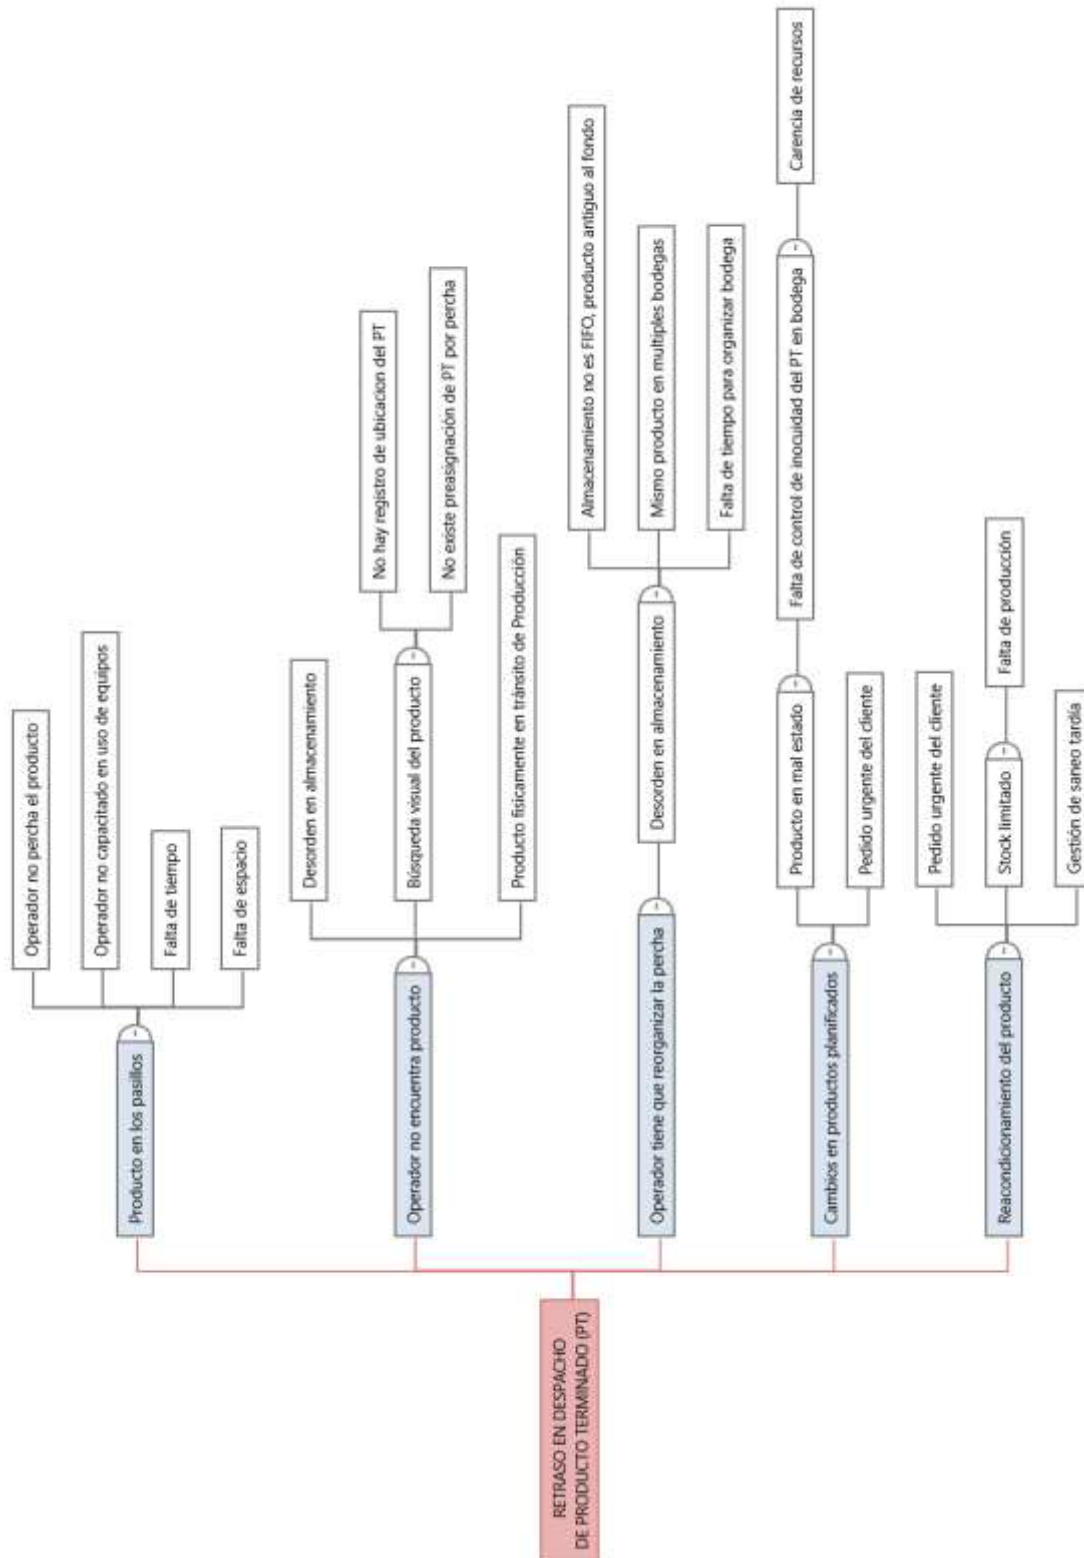 RETRASO EN DESPACHO
DE PRODUCTO TERMINADO (PT)
Producto en los pasillos
Operador no percha el producto
Operador no capacitado en uso de equipos
Falta de tiempo
Falta de espacio
Operador no encuentra producto
Desorden en almacenamiento
Búsqueda visual del producto
No hay registro de ubicacion del PT
No existe preasignación de PT por percha
Producto fisicamente en tránsito de Producción
Operador tiene que reorganizar la percha
Desorden en almacenamiento
Almacenamiento no es FIFO, producto antiguo al fondo
Mismo producto en multiples bodegas
Falta de tiempo para organizar bodega
Cambios en productos planificados
Producto en mal estado
Falta de control de inocuidad del PT en bodega
Carencia de recursos
Pedido urgente del cliente
Reacondicionamiento del producto
Pedido urgente del cliente
Stock limitado
Falta de producción
Gestión de saneo tardía